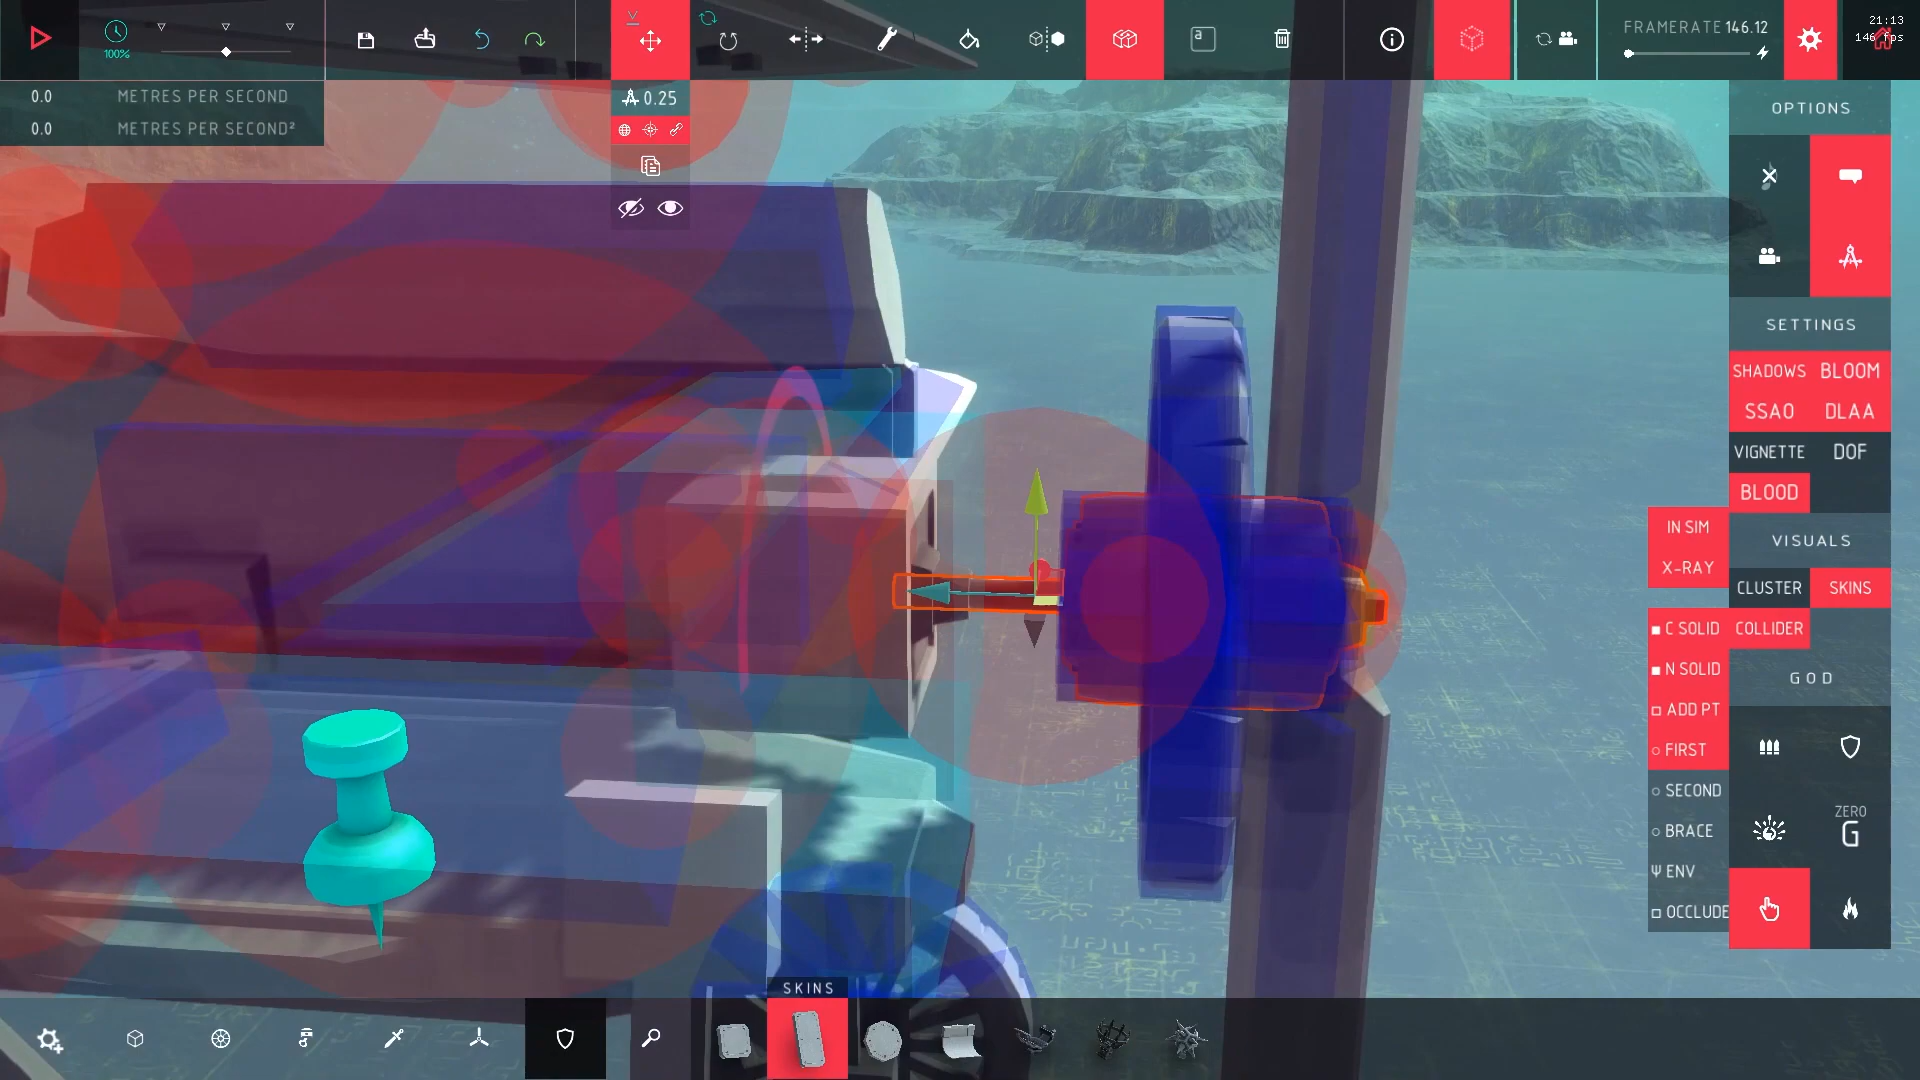 100%
FRAMERATE 146.12
21:13
146 fps
0.0 METRES PER SECOND
0.0 METRES PER SECOND²
0.25
a
OPTIONS
SETTINGS
SHADOWS BLOOM
SSAO DLAA
VIGNETTE DOF
BLOOD
IN SIM
VISUALS
X-RAY
CLUSTER SKINS
C SOLID COLLIDER
N SOLID
GOD
ADD PT
FIRST
SECOND
ZERO
G
BRACE
ENV
OCCLUDE
SKINS